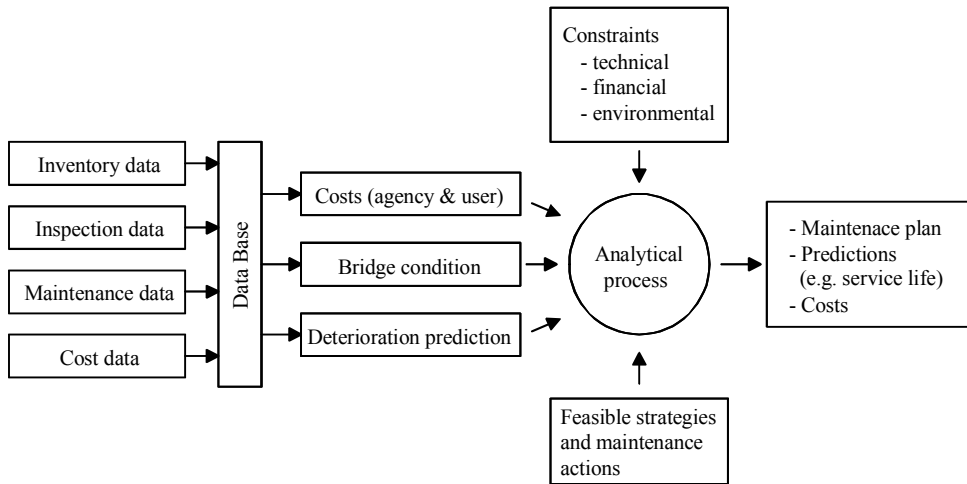 Constraints
- technical
- financial
- environmental
Inventory data
Inspection data
Maintenance data
Cost data
Data Base
Costs (agency & user)
Bridge condition
Deterioration prediction
Analytical
process
- Maintenace plan
- Predictions
(e.g. service life)
- Costs
Feasible strategies
and maintenance
actions